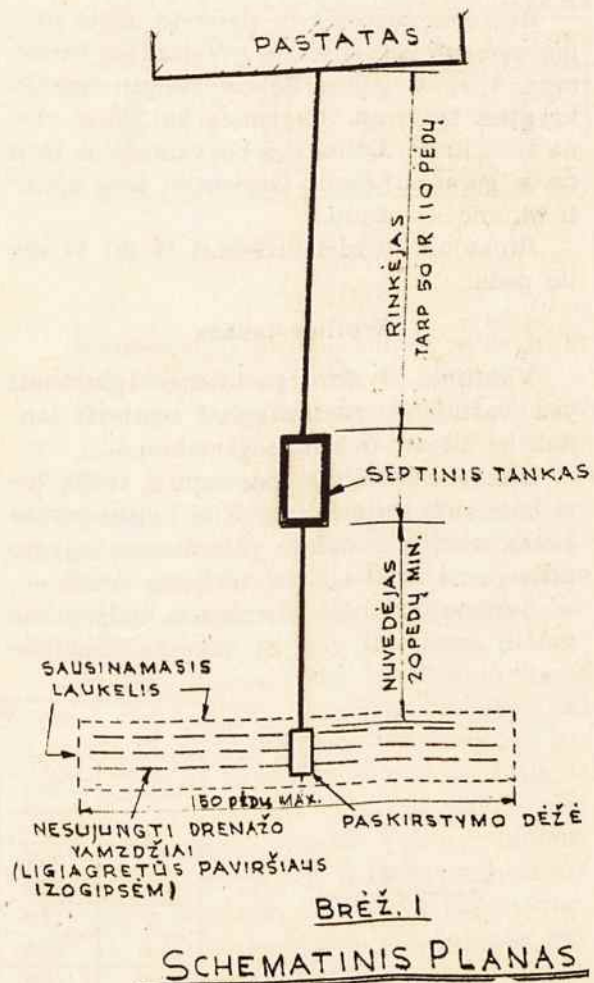 PASTATAS
RINKĖJAS
TARP 50 IR 110 PĖDŲ
SEPTINIS TANKAS
NUVEDĖJAS
20 PĖDŲ MIN.
SAUSINAMASIS
LAUKELIS
150 PĖDŲ MAX.
NESUJUNGTI DRENAŽO
VAMZDŽIAI
(LIGIAGRETŪS PAVIRŠIAUS
IZOGIPSĖM)
PASKIRSTYMO DĖŽĖ
BRĖŽ. 1
SCHEMATINIS PLANAS